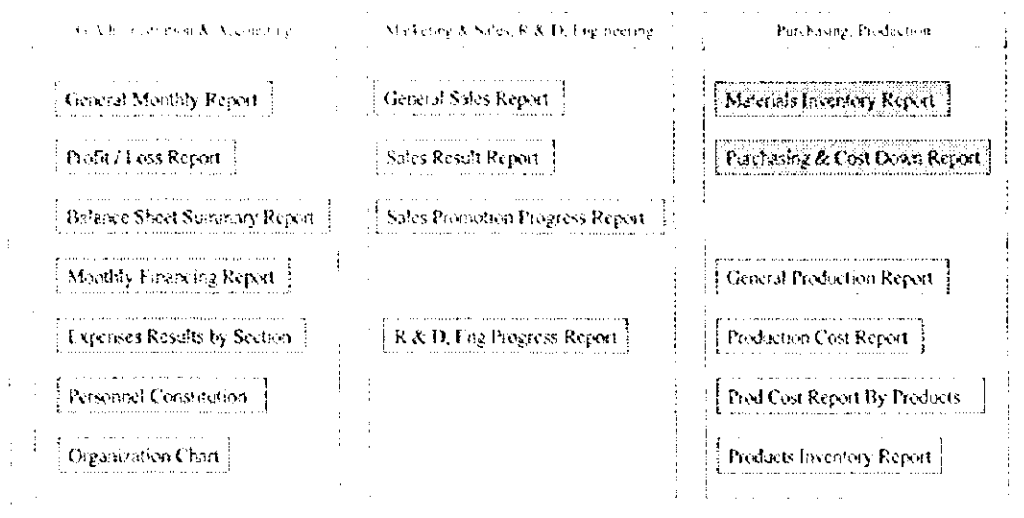 & Accounting
Marketing & Sales, R & D, Engineering
Purchasing, Production
General Monthly Report
Profit / Loss Report
Balance Sheet Summary Report
Monthly Financing Report
Expenses Results by Section
Personnel Constitution
Organization Chart
General Sales Report
Sales Result Report
Sales Promotion Progress Report
R & D, Eng Progress Report
Materials Inventory Report
Purchasing & Cost Down Report
General Production Report
Production Cost Report
Prod Cost Report By Products
Products Inventory Report